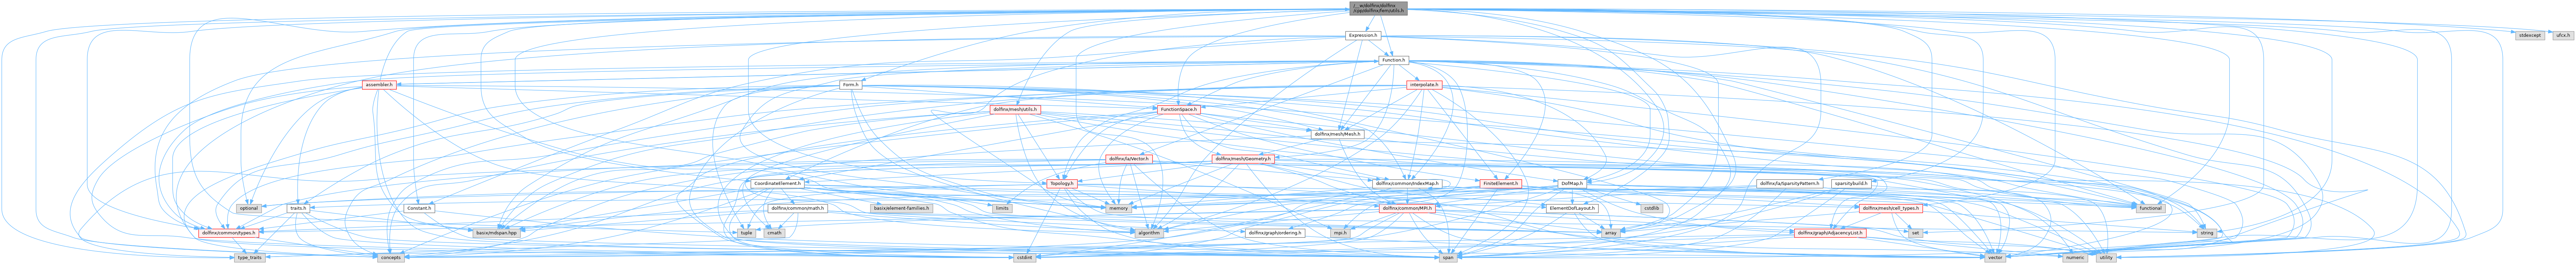 /__w/dolfinx/dolfinx
/cpp/dolfinx/fem/utils.h
Expression.h
stdexcept
ufcx.h
Function.h
assembler.h
Form.h
interpolate.h
dolfinx/mesh/utils.h
FunctionSpace.h
dolfinx/mesh/Mesh.h
dolfinx/la/Vector.h
dolfinx/mesh/Geometry.h
CoordinateElement.h
Topology.h
dolfinx/common/IndexMap.h
FiniteElement.h
DofMap.h
dolfinx/la/SparsityPattern.h
sparsitybuild.h
optional
traits.h
Constant.h
dolfinx/common/math.h
basix/element-families.h
limits
memory
dolfinx/common/MPI.h
ElementDofLayout.h
cstdlib
dolfinx/mesh/cell_types.h
functional
dolfinx/common/types.h
basix/mdspan.hpp
tuple
cmath
algorithm
dolfinx/graph/ordering.h
mpi.h
array
dolfinx/graph/AdjacencyList.h
set
string
type_traits
concepts
cstdint
span
vector
numeric
utility